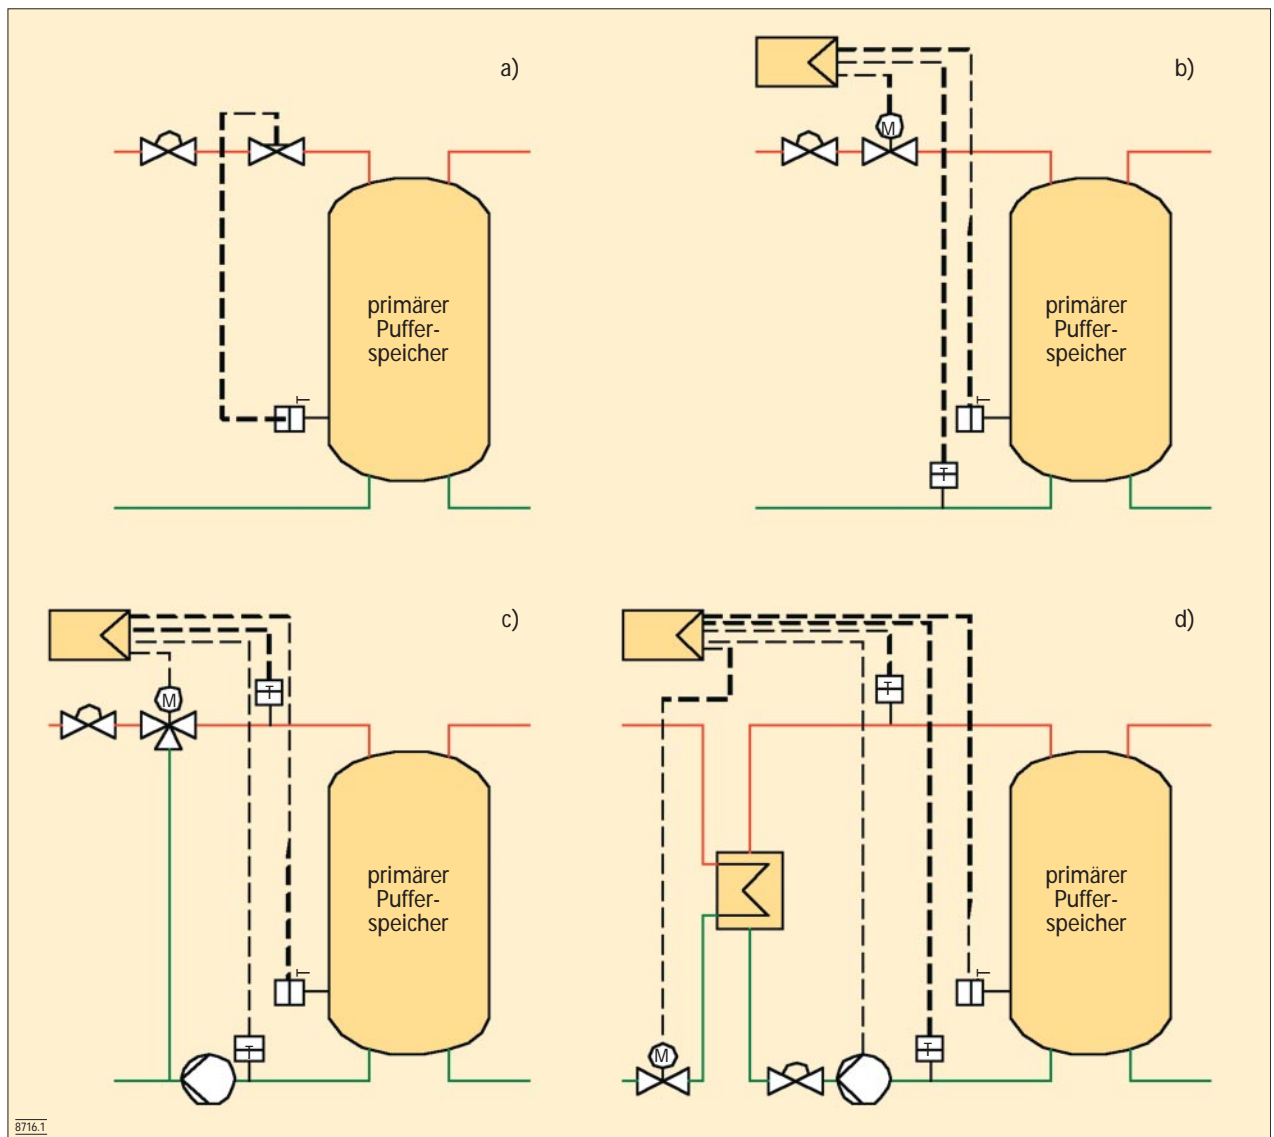 a)
primärer
Puffer-
speicher
T
b)
M
primärer
Puffer-
speicher
T
T
c)
M
T
primärer
Puffer-
speicher
T
T
d)
T
primärer
Puffer-
speicher
T
T
M
8716.1